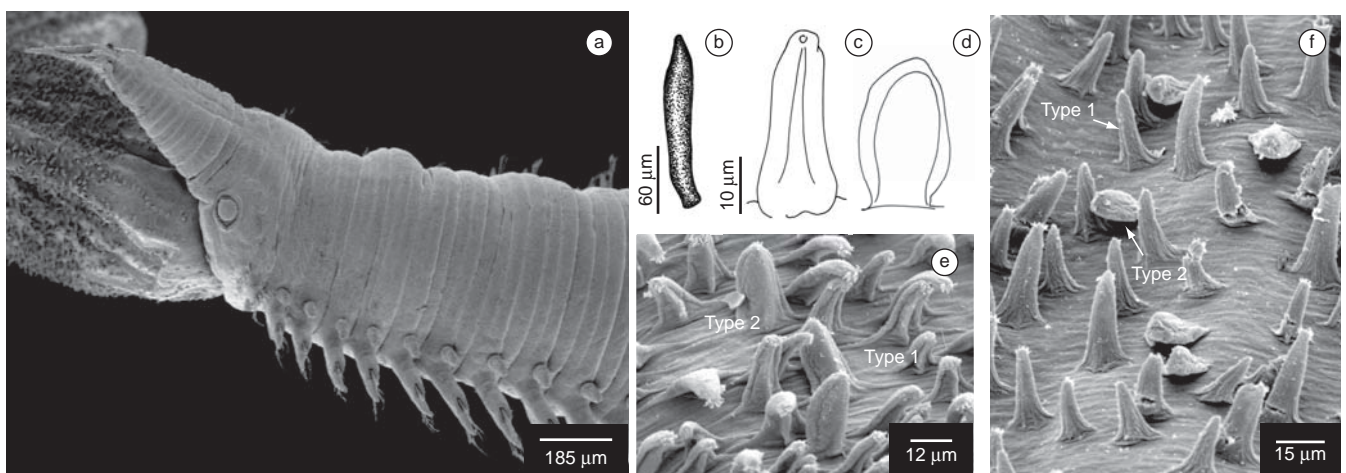 a
185 μm
b
c
d
60 μm
10 μm
e
Type 2
Type 1
12 μm
f
Type 1
Type 2
15 μm